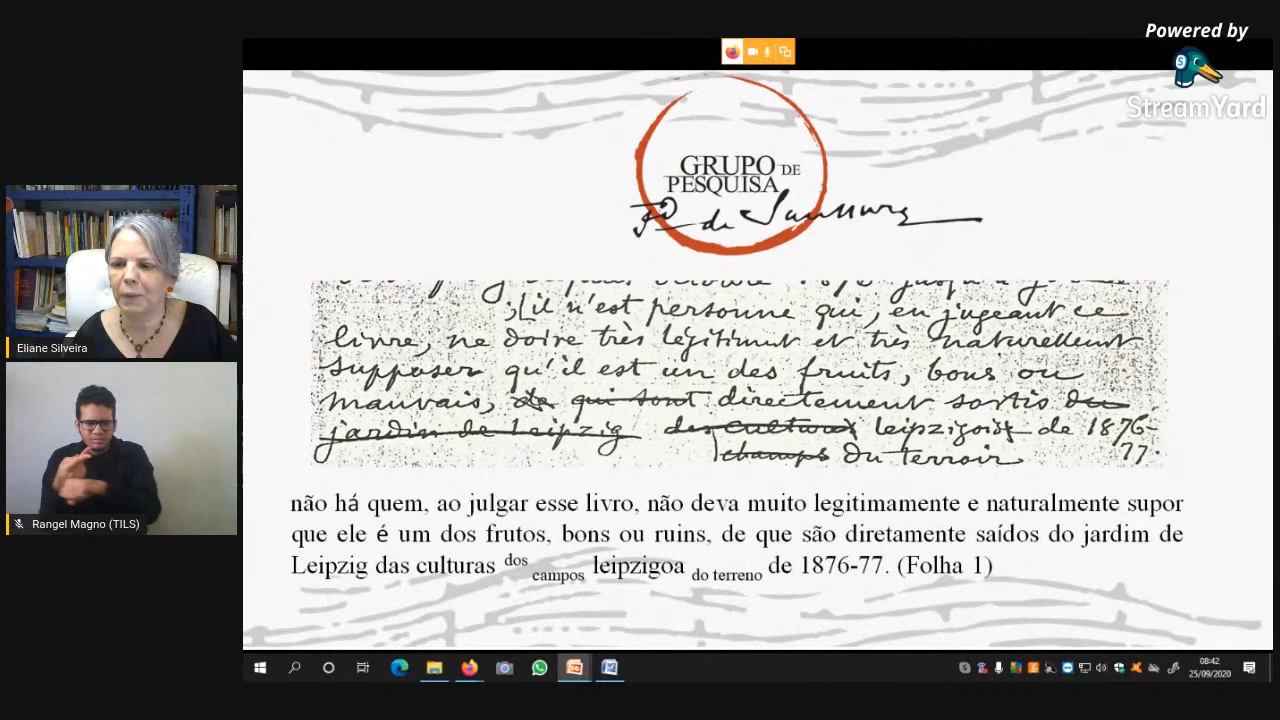 Powered by
StreamYard
GRUPO DE
PESQUISA
Fd de Saussure
;[il n'est personne qui, en jugeant ce
livre, ne doive très légitimmt et très naturellemt
supposer qu'il est un des fruits, bons ou
mauvais, de qui sont directement sortis du
jardin de Leipzig des cultures leipzigois de 1876-
champs du terroir 77.
não há quem, ao julgar esse livro, não deva muito legitimamente e naturalmente supor
que ele é um dos frutos, bons ou ruins, de que são diretamente saídos do jardim de
Leipzig das culturas dos campos leipzigoa do terreno de 1876-77. (Folha 1)
Eliane Silveira
Rangel Magno (TILS)
08:42
25/09/2020